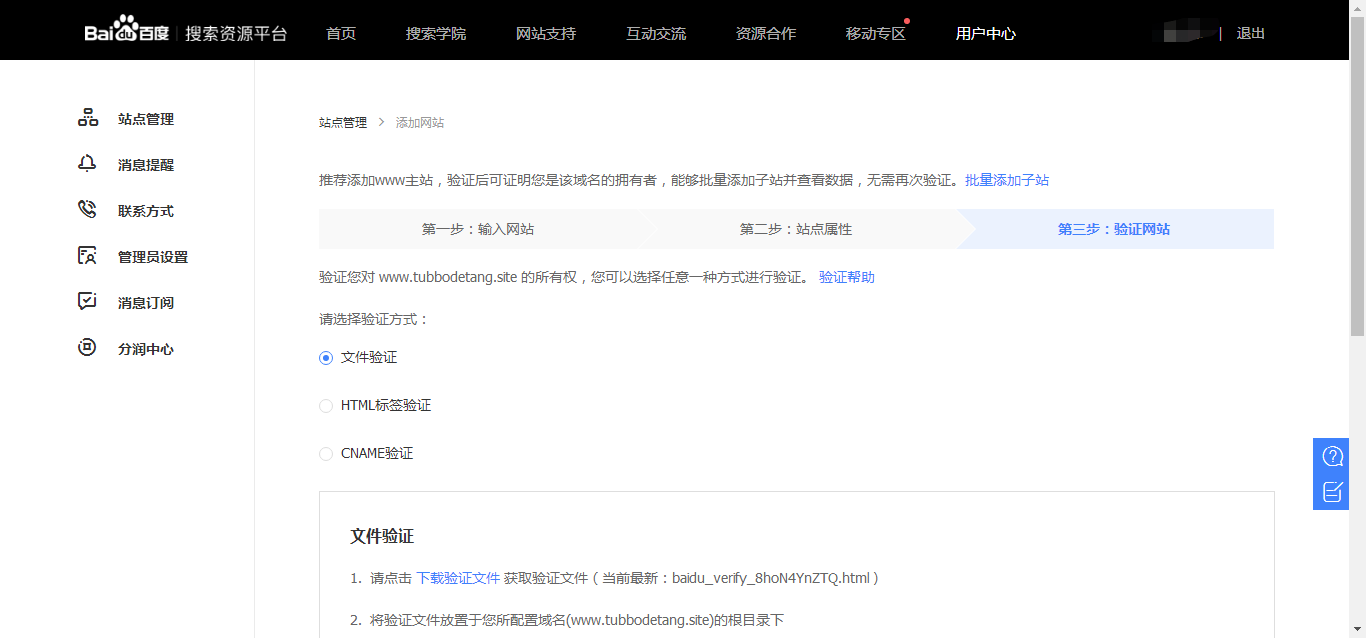 Bai du 百度 | 搜索资源平台 首页 搜索学院 网站支持 互动交流 资源合作 移动专区 用户中心 | 退出
站点管理
消息提醒
联系方式
管理员设置
消息订阅
分润中心
站点管理 > 添加网站
推荐添加www主站，验证后可证明您是该域名的拥有者，能够批量添加子站并查看数据，无需再次验证。批量添加子站
第一步：输入网站 第二步：站点属性 第三步：验证网站
验证您对 www.tubbodetang.site 的所有权，您可以选择任意一种方式进行验证。 验证帮助
请选择验证方式：
文件验证
HTML标签验证
CNAME验证
文件验证
1. 请点击 下载验证文件 获取验证文件（当前最新：baidu_verify_8hoN4YnZTQ.html）
2. 将验证文件放置于您所配置域名(www.tubbodetang.site)的根目录下